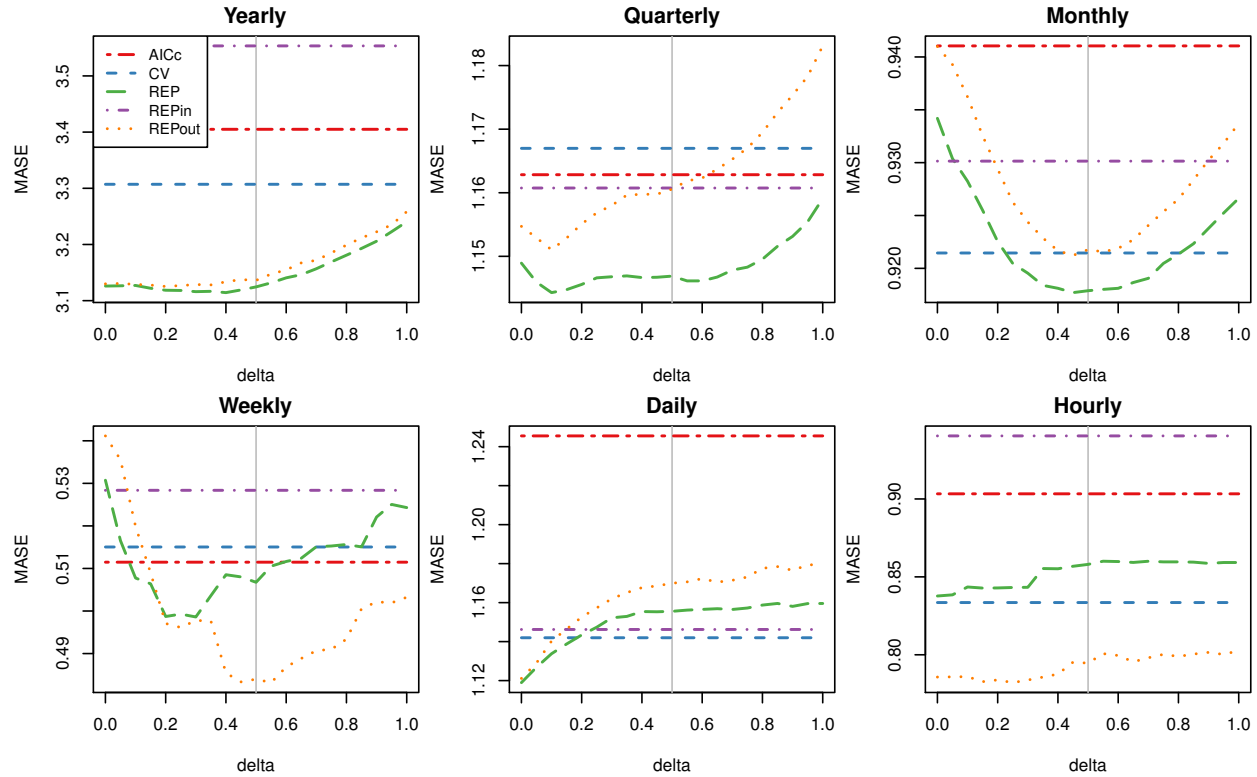 Yearly
MASE
3.1
3.2
3.3
3.4
3.5
AICc
CV
REP
REPin
REPout
0.0 0.2 0.4 0.6 0.8 1.0
delta
Quarterly
MASE
1.15
1.16
1.17
1.18
0.0 0.2 0.4 0.6 0.8 1.0
delta
Monthly
MASE
0.920
0.930
0.940
0.0 0.2 0.4 0.6 0.8 1.0
delta
Weekly
MASE
0.49
0.51
0.53
0.0 0.2 0.4 0.6 0.8 1.0
delta
Daily
MASE
1.12
1.16
1.20
1.24
0.0 0.2 0.4 0.6 0.8 1.0
delta
Hourly
MASE
0.80
0.85
0.90
0.0 0.2 0.4 0.6 0.8 1.0
delta